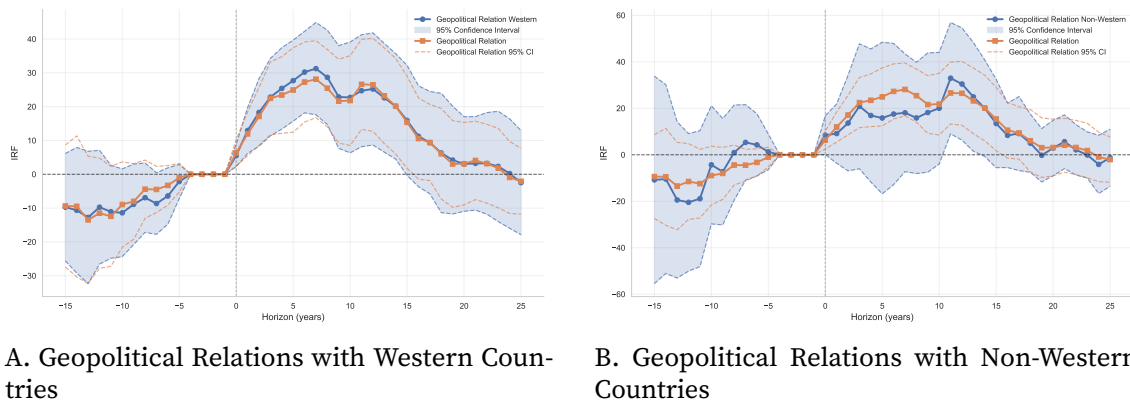 Geopolitical Relation Western
95% Confidence Interval
Geopolitical Relation
Geopolitical Relation 95% CI
40
30
20
10
0
−10
−20
−30
IRF
−15 −10 −5 0 5 10 15 20 25
Horizon (years)
A. Geopolitical Relations with Western Coun-
tries
Geopolitical Relation Non-Western
95% Confidence Interval
Geopolitical Relation
Geopolitical Relation 95% CI
60
40
20
0
−20
−40
−60
IRF
−15 −10 −5 0 5 10 15 20 25
Horizon (years)
B. Geopolitical Relations with Non-Western
Countries